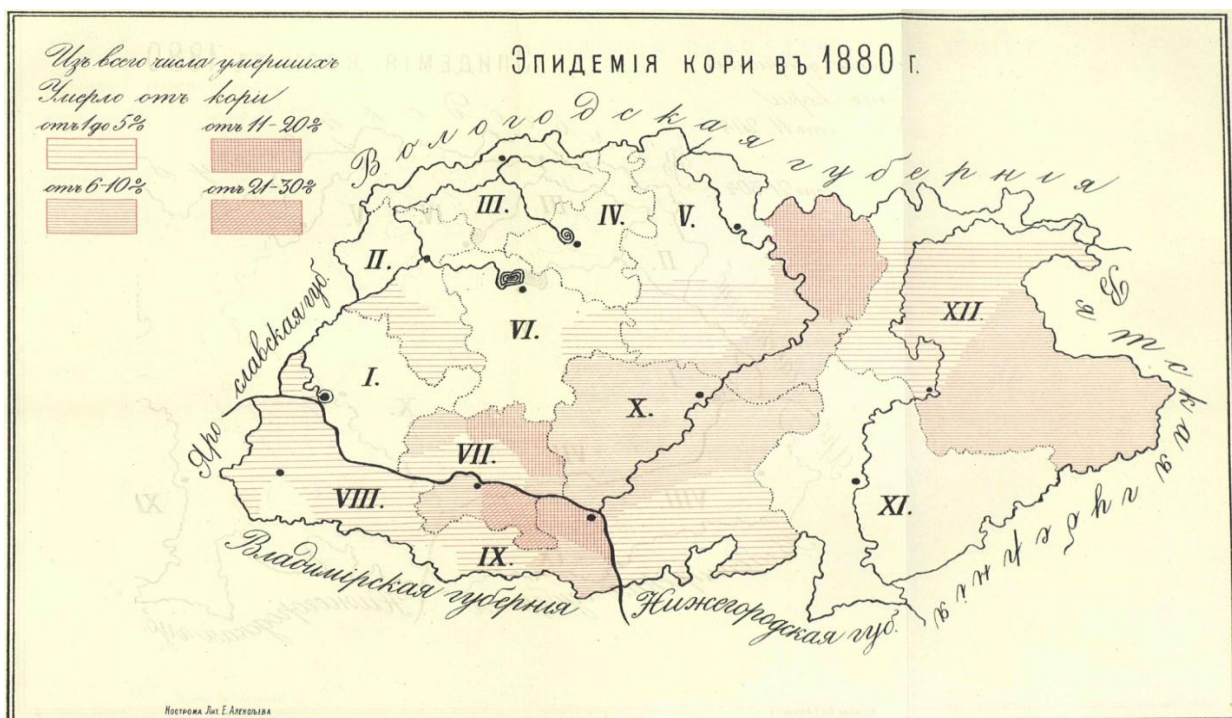 Эпидемія кори въ 1880 г.
Изъ всего числа умершихъ
Умерло отъ кори
отъ 1 до 5% отъ 11-20%
отъ 6-10% отъ 21-30%
Вологодская губернія
Вятская губернія
Ярославская губ.
Владимірская губернія
Нижегородская губ.
III. IV. V.
II.
VI. XII.
I. X.
VII.
VIII. XI.
IX.
Кострома Лит. Е. Алексѣева